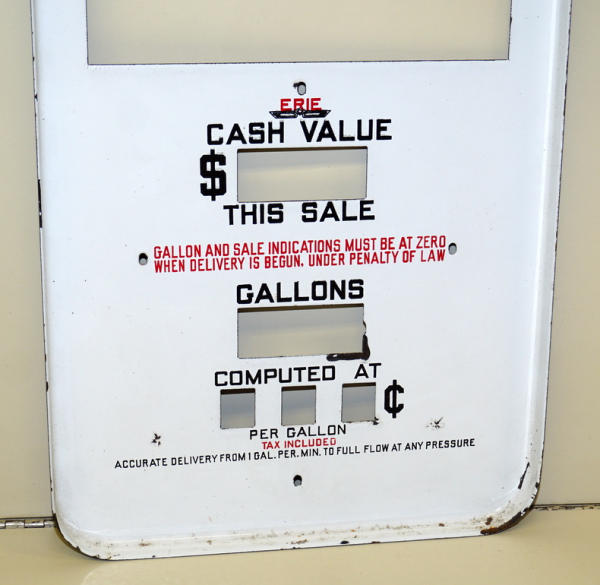 ERIE
CASH VALUE
$
THIS SALE
GALLON AND SALE INDICATIONS MUST BE AT ZERO
WHEN DELIVERY IS BEGUN. UNDER PENALTY OF LAW
GALLONS
COMPUTED AT
¢
PER GALLON
TAX INCLUDED
ACCURATE DELIVERY FROM 1 GAL. PER. MIN. TO FULL FLOW AT ANY PRESSURE